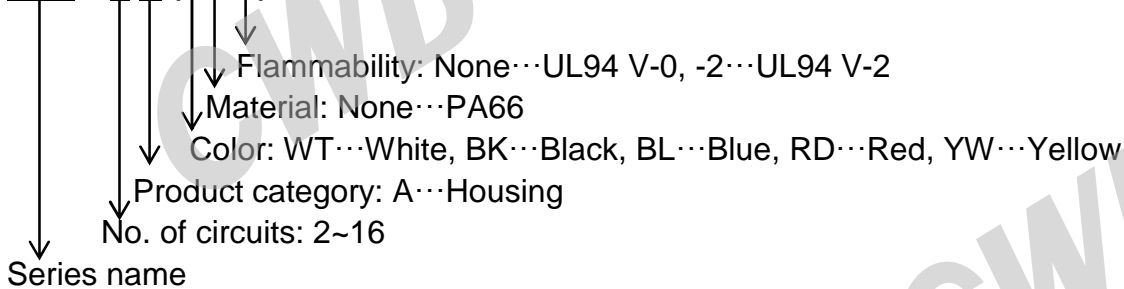 Flammability: None⋯UL94 V-0, -2⋯UL94 V-2
Material: None⋯PA66
Color: WT⋯White, BK⋯Black, BL⋯Blue, RD⋯Red, YW⋯Yellow
Product category: A⋯Housing
No. of circuits: 2~16
Series name
CWB